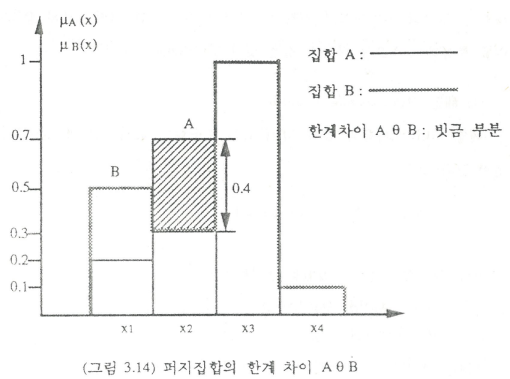 μA(x)
μB(x)
1
0.7
0.5
0.3
0.2
0.1
B
A
0.4
x1 x2 x3 x4
집합 A :
집합 B :
한계차이 A θ B : 빗금 부분
(그림 3.14) 퍼지집합의 한계 차이 A θ B